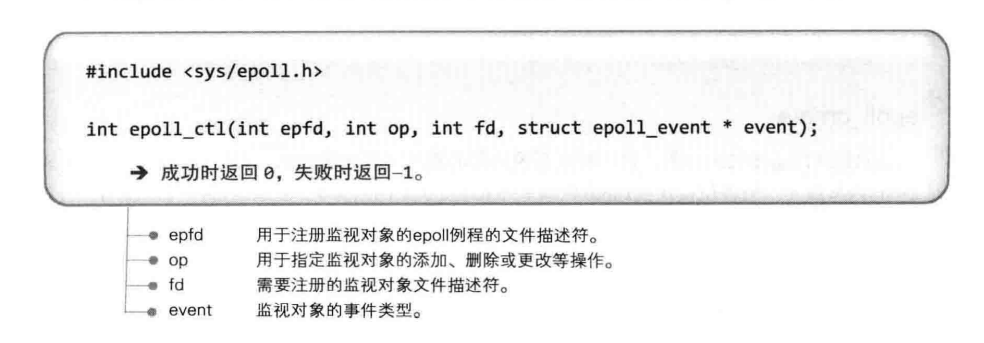 #include <sys/epoll.h>
int epoll_ctl(int epfd, int op, int fd, struct epoll_event * event);
➔ 成功时返回 0，失败时返回–1。
epfd 用于注册监视对象的epoll例程的文件描述符。
op 用于指定监视对象的添加、删除或更改等操作。
fd 需要注册的监视对象文件描述符。
event 监视对象的事件类型。